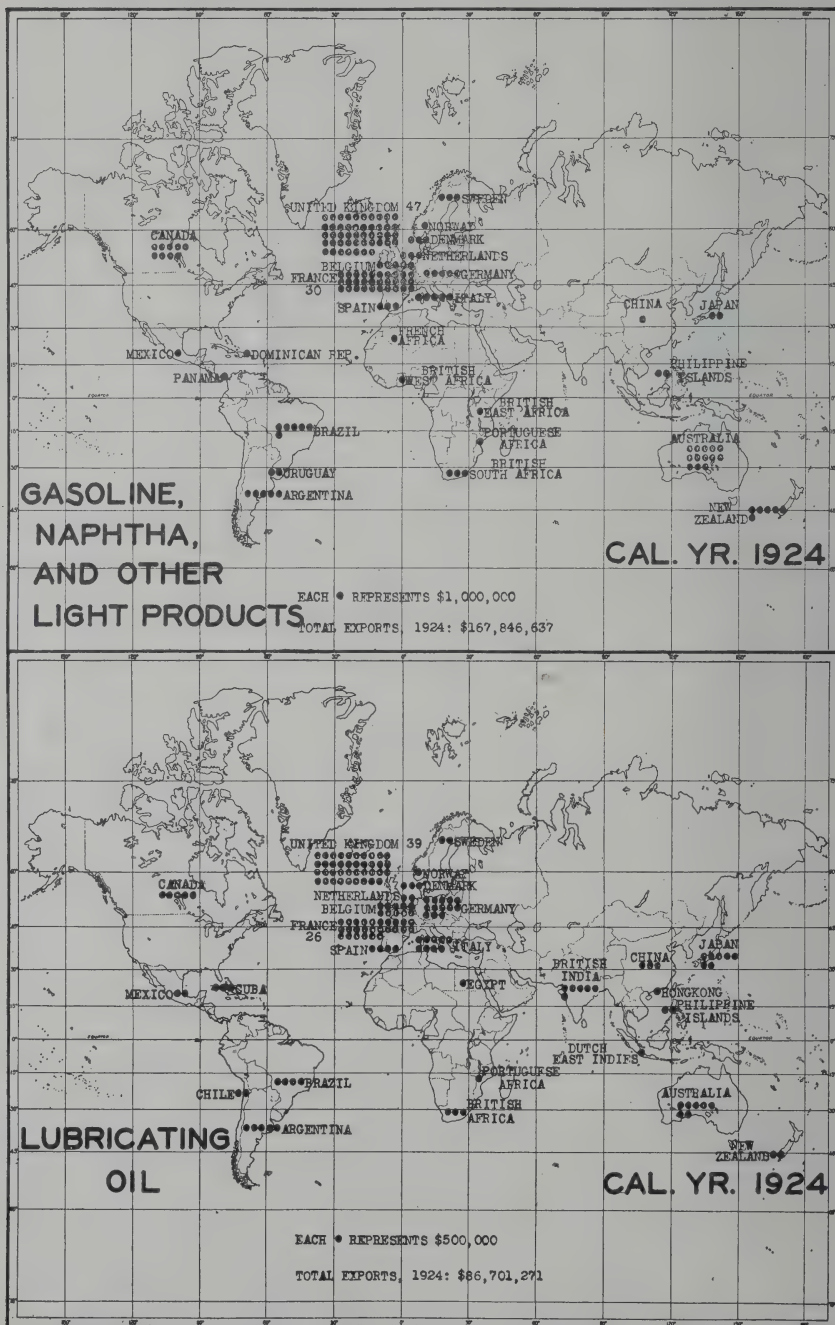 UNITED KINGDOM 47
SWEDEN
CANADA
NORWAY
DENMARK
NETHERLANDS
BELGIUM
FRANCE
30
GERMANY
SPAIN
ITALY
CHINA
JAPAN
FRENCH
AFRICA
MEXICO
DOMINICAN REP.
PANAMA
BRITISH
WEST AFRICA
PHILIPPINE
ISLANDS
EQUATOR
BRITISH
EAST AFRICA
BRAZIL
PORTUGUESE
AFRICA
AUSTRALIA
URUGUAY
BRITISH
SOUTH AFRICA
ARGENTINA
NEW
ZEALAND
GASOLINE,
NAPHTHA,
AND OTHER
LIGHT PRODUCTS
CAL. YR. 1924
EACH ● REPRESENTS $1,000,000
TOTAL EXPORTS, 1924: $167,846,637
UNITED KINGDOM 39
SWEDEN
CANADA
NORWAY
DENMARK
NETHERLANDS
BELGIUM
GERMANY
FRANCE
26
SPAIN
ITALY
CHINA
JAPAN
BRITISH
INDIA
MEXICO
CUBA
EGYPT
HONGKONG
PHILIPPINE
ISLANDS
EQUATOR
DUTCH
EAST INDIES
BRAZIL
PORTUGUESE
AFRICA
CHILE
AUSTRALIA
BRITISH
AFRICA
ARGENTINA
NEW
ZEALAND
LUBRICATING
OIL
CAL. YR. 1924
EACH ● REPRESENTS $500,000
TOTAL EXPORTS, 1924: $86,701,271